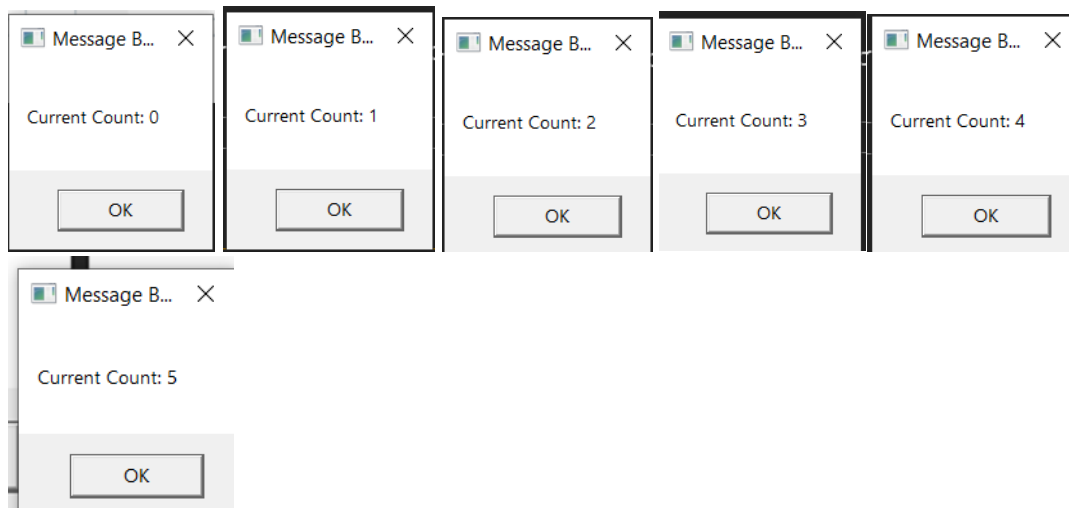 Message B...
Current Count: 0
OK
Message B...
Current Count: 1
OK
Message B...
Current Count: 2
OK
Message B...
Current Count: 3
OK
Message B...
Current Count: 4
OK
Message B...
Current Count: 5
OK